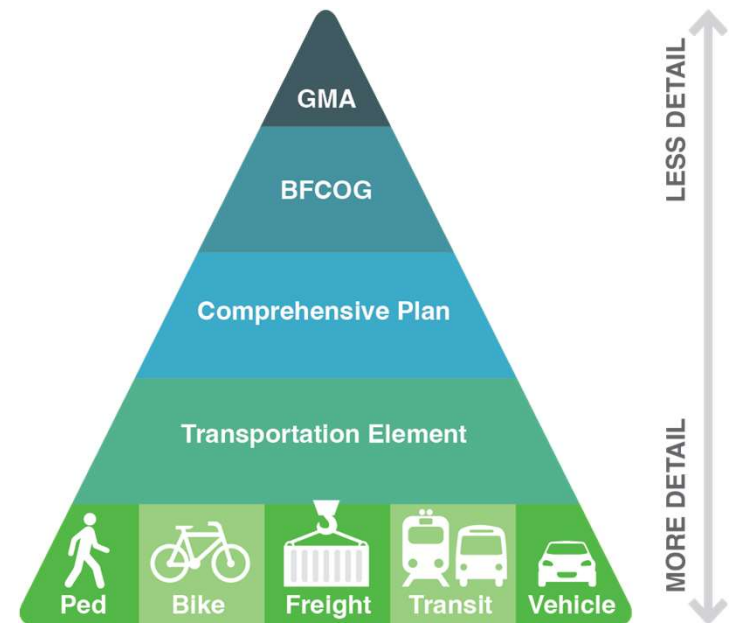 GMA
BFCOG
Comprehensive Plan
Transportation Element
Ped
Bike
Freight
Transit
Vehicle
LESS DETAIL
MORE DETAIL